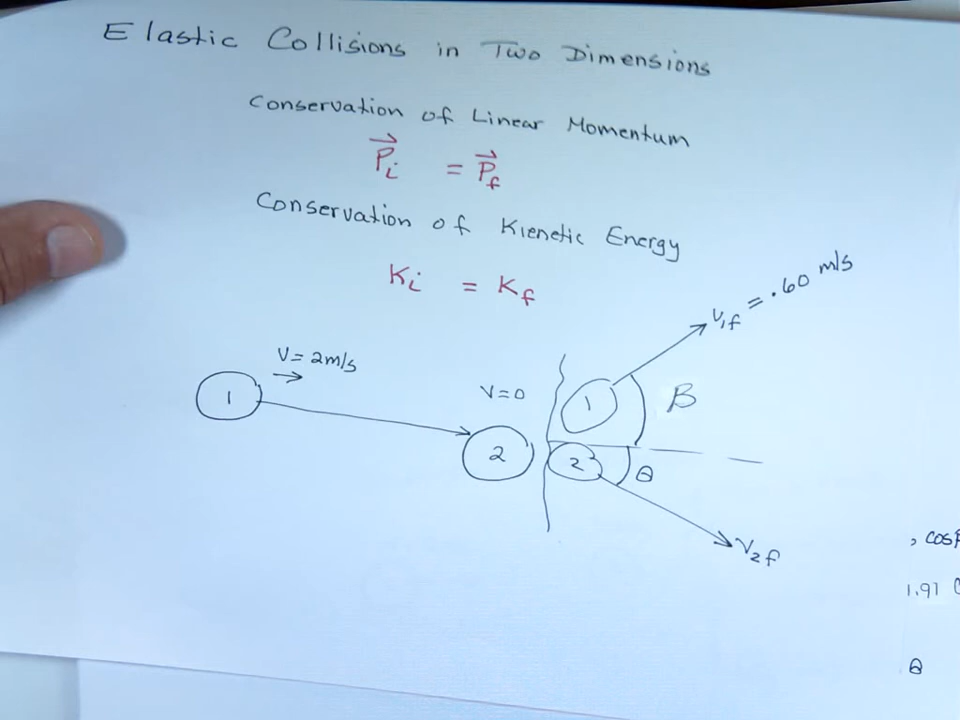 Elastic Collisions in Two Dimensions
Conservation of Linear Momentum
P⃗i = P⃗f
Conservation of Kienetic Energy
Ki = Kf
V1f = .60 m/s
V = 2m/s
1
V=0
1
β
2
2
θ
V2f
, cos
1.91
θ